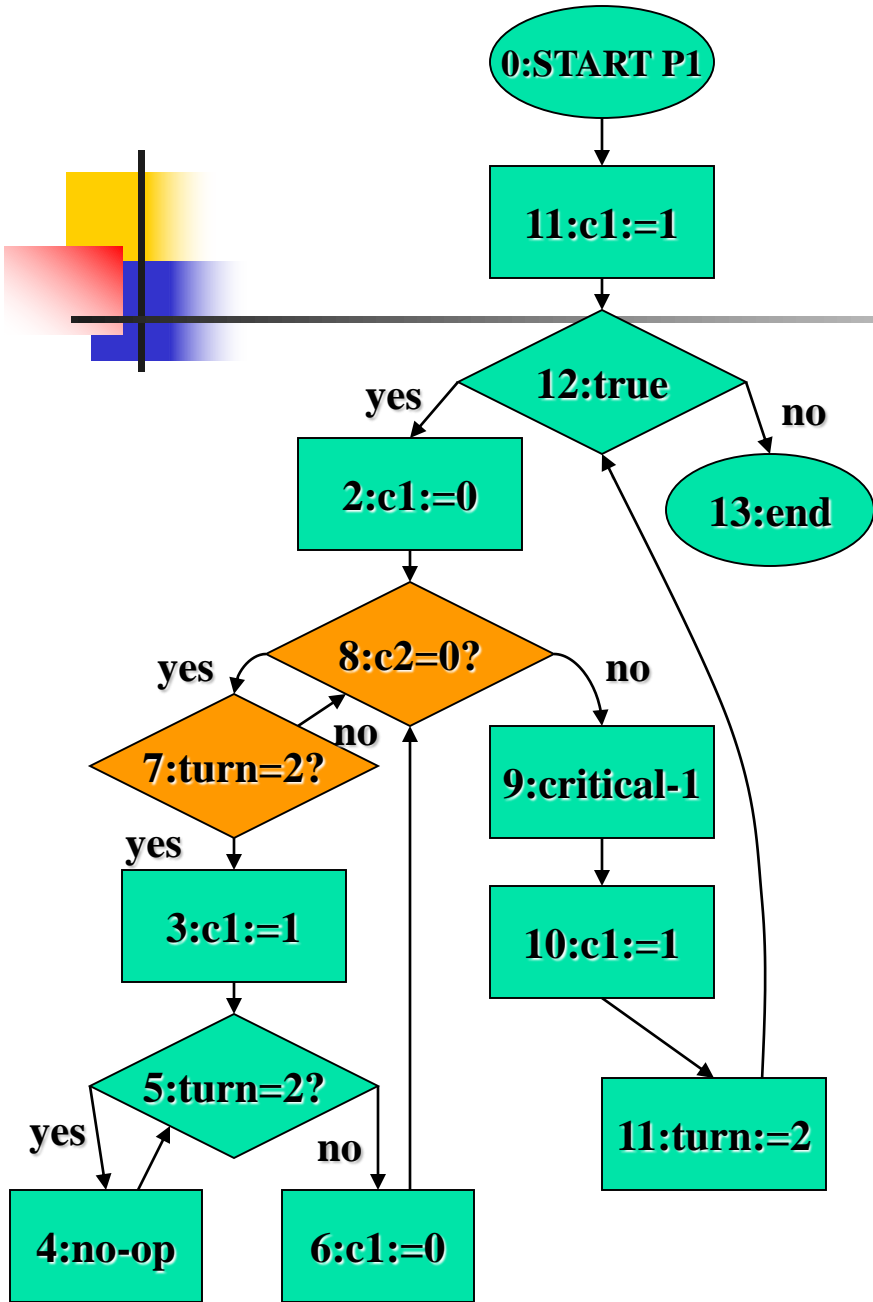 0:START P1
11:c1:=1
12:true
yes
no
2:c1:=0
13:end
8:c2=0?
yes
no
7:turn=2?
no
9:critical-1
yes
3:c1:=1
10:c1:=1
5:turn=2?
yes
no
11:turn:=2
4:no-op
6:c1:=0